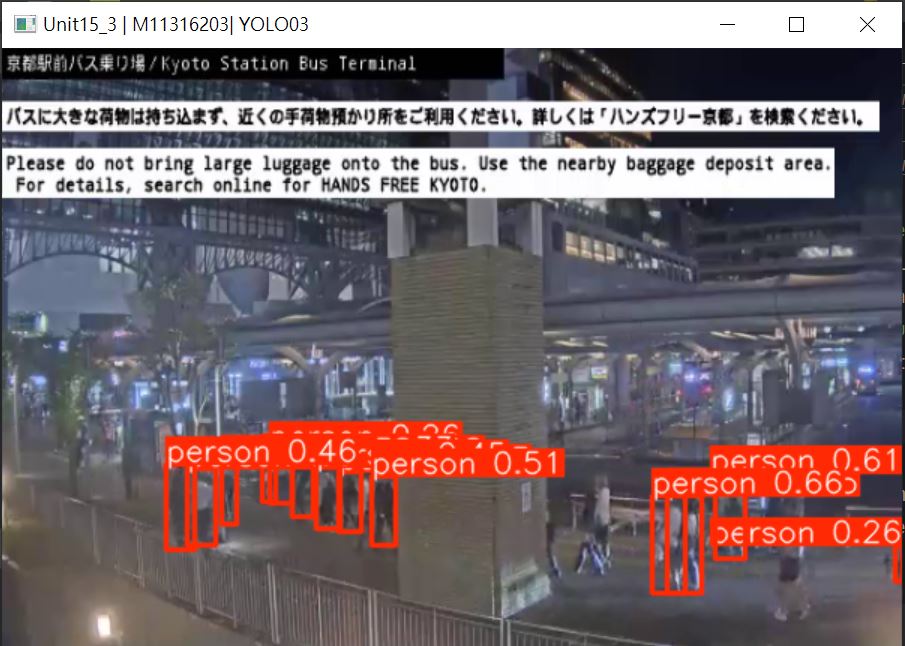 Unit15_3 | M11316203| YOLO03
京都駅前バス乗り場/Kyoto Station Bus Terminal
バスに大きな荷物は持ち込まず、近くの手荷物預かり所をご利用ください。詳しくは「ハンズフリー京都」を検索ください。
Please do not bring large luggage onto the bus. Use the nearby baggage deposit area.
For details, search online for HANDS FREE KYOTO.
person 0.46
person 0.51
person 0.61
person 0.66
person 0.26